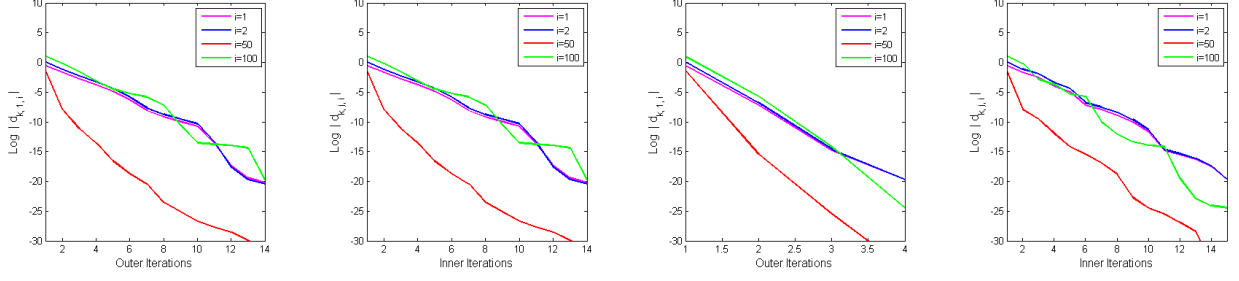 10
5
0
-5
-10
-15
-20
-25
-30
2 4 6 8 10 12 14
Outer Iterations
Log | d_{k,1,i} |
i=1
i=2
i=50
i=100
10
5
0
-5
-10
-15
-20
-25
-30
2 4 6 8 10 12 14
Inner Iterations
Log | d_{k,j,i} |
i=1
i=2
i=50
i=100
10
5
0
-5
-10
-15
-20
-25
-30
1 1.5 2 2.5 3 3.5 4
Outer Iterations
Log | d_{k,1,i} |
i=1
i=2
i=50
i=100
10
5
0
-5
-10
-15
-20
-25
-30
2 4 6 8 10 12 14
Inner Iterations
Log | d_{k,j,i} |
i=1
i=2
i=50
i=100